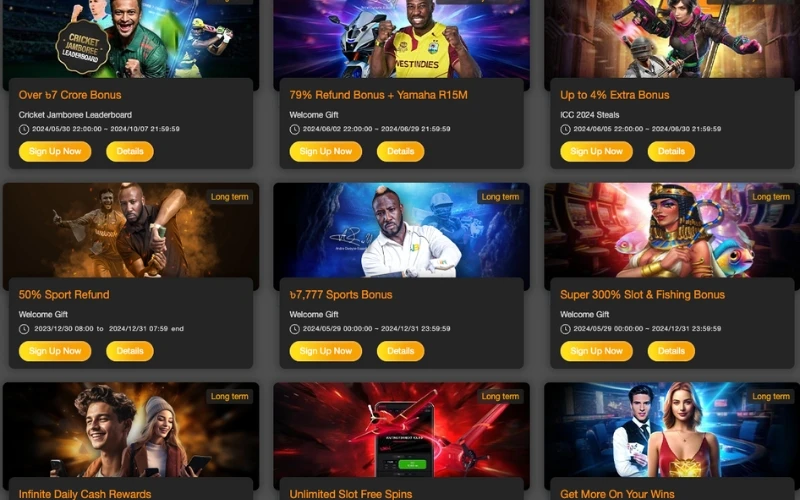 CRICKET
JAMBOREE
LEADERBOARD
WEST INDIES
Over ৳7 Crore Bonus
Cricket Jamboree Leaderboard
2024/05/30 22:00:00 ~ 2024/10/07 21:59:59
Sign Up Now
Details
79% Refund Bonus + Yamaha R15M
Welcome Gift
2024/06/02 22:00:00 ~ 2024/06/29 21:59:59
Sign Up Now
Details
Up to 4% Extra Bonus
ICC 2024 Steals
2024/06/05 22:00:00 ~ 2024/06/30 21:59:59
Sign Up Now
Details
Long term
50% Sport Refund
Welcome Gift
2023/12/30 08:00 to 2024/12/31 07:59 end
Sign Up Now
Details
Long term
৳7,777 Sports Bonus
Welcome Gift
2024/05/29 00:00:00 ~ 2024/12/31 23:59:59
Sign Up Now
Details
Long term
Super 300% Slot & Fishing Bonus
Welcome Gift
2024/05/29 00:00:00 ~ 2024/12/31 23:59:59
Sign Up Now
Details
Long term
Infinite Daily Cash Rewards
Long term
Unlimited Slot Free Spins
Long term
Get More On Your Wins